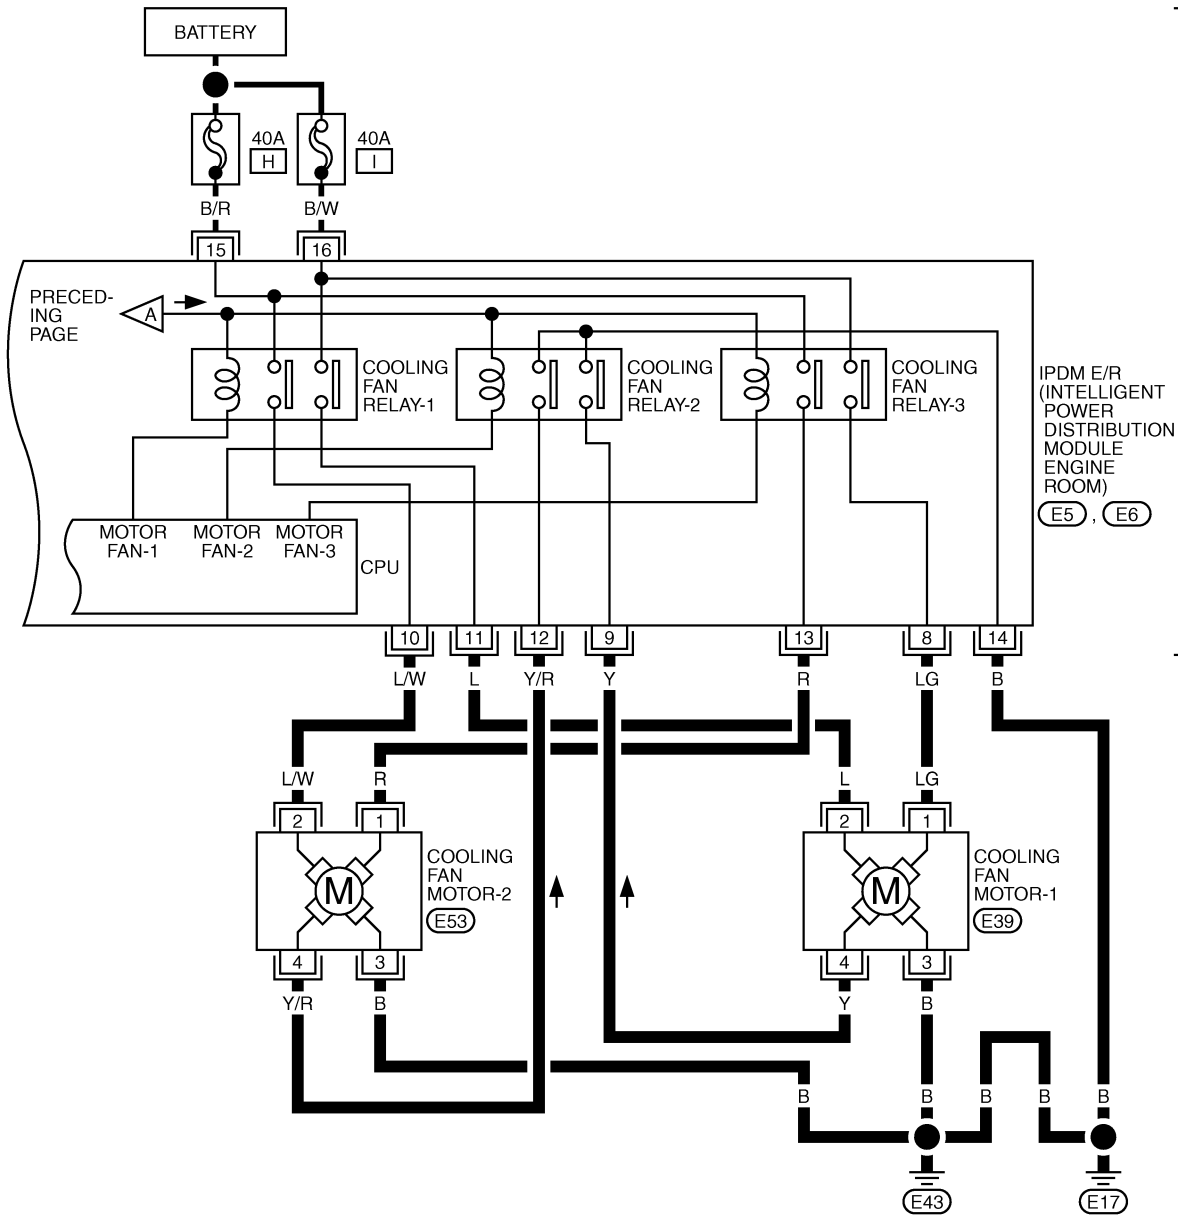 BATTERY
40A
H
40A
I
B/R
B/W
15
16
PRECED-
ING
PAGE
A
COOLING
FAN
RELAY-1
COOLING
FAN
RELAY-2
COOLING
FAN
RELAY-3
IPDM E/R
(INTELLIGENT
POWER
DISTRIBUTION
MODULE
ENGINE
ROOM)
E5 , E6
MOTOR
FAN-1
MOTOR
FAN-2
MOTOR
FAN-3
CPU
10
11
12
9
13
8
14
L/W
L
Y/R
Y
R
LG
B
L/W
R
L
LG
2
1
2
1
M
COOLING
FAN
MOTOR-2
E53
M
COOLING
FAN
MOTOR-1
E39
4
3
4
3
Y/R
B
Y
B
B
B
B
B
B
E43
E17